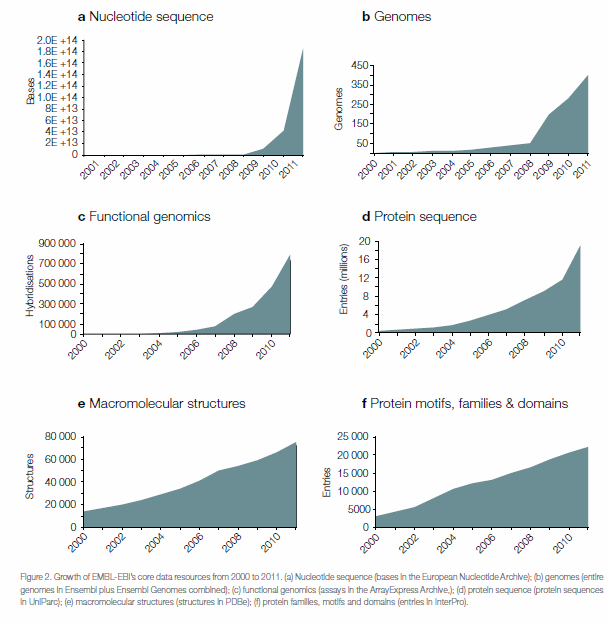 a Nucleotide sequence
Bases
2.0E +14
1.8E +14
1.6E +14
1.4E +14
1.2E +14
1.0E +14
8E +13
6E +13
4E +13
2E +13
0
2001 2002 2003 2004 2005 2006 2007 2008 2009 2010 2011
b Genomes
Genomes
450
350
250
150
50
2000 2001 2002 2003 2004 2005 2006 2007 2008 2009 2010 2011
c Functional genomics
Hybridisations
900 000
700 000
500 000
300 000
100 000
0
2000 2002 2004 2006 2008 2010
d Protein sequence
Entries (millions)
20
16
12
8
4
0
2000 2002 2004 2006 2008 2010
e Macromolecular structures
Structures
80 000
60 000
40 000
20 000
0
2000 2002 2004 2006 2008 2010
f Protein motifs, families & domains
Entries
25 000
20 000
15 000
10 000
5000
0
2000 2002 2004 2006 2008 2010
Figure 2. Growth of EMBL-EBI's core data resources from 2000 to 2011. (a) Nucleotide sequence (bases in the European Nucleotide Archive); (b) genomes (entire
genomes in Ensembl plus Ensembl Genomes combined); (c) functional genomics (assays in the ArrayExpress Archive,); (d) protein sequence (protein sequences
in UniParc); (e) macromolecular structures (structures in PDBe); (f) protein families, motifs and domains (entries in InterPro).